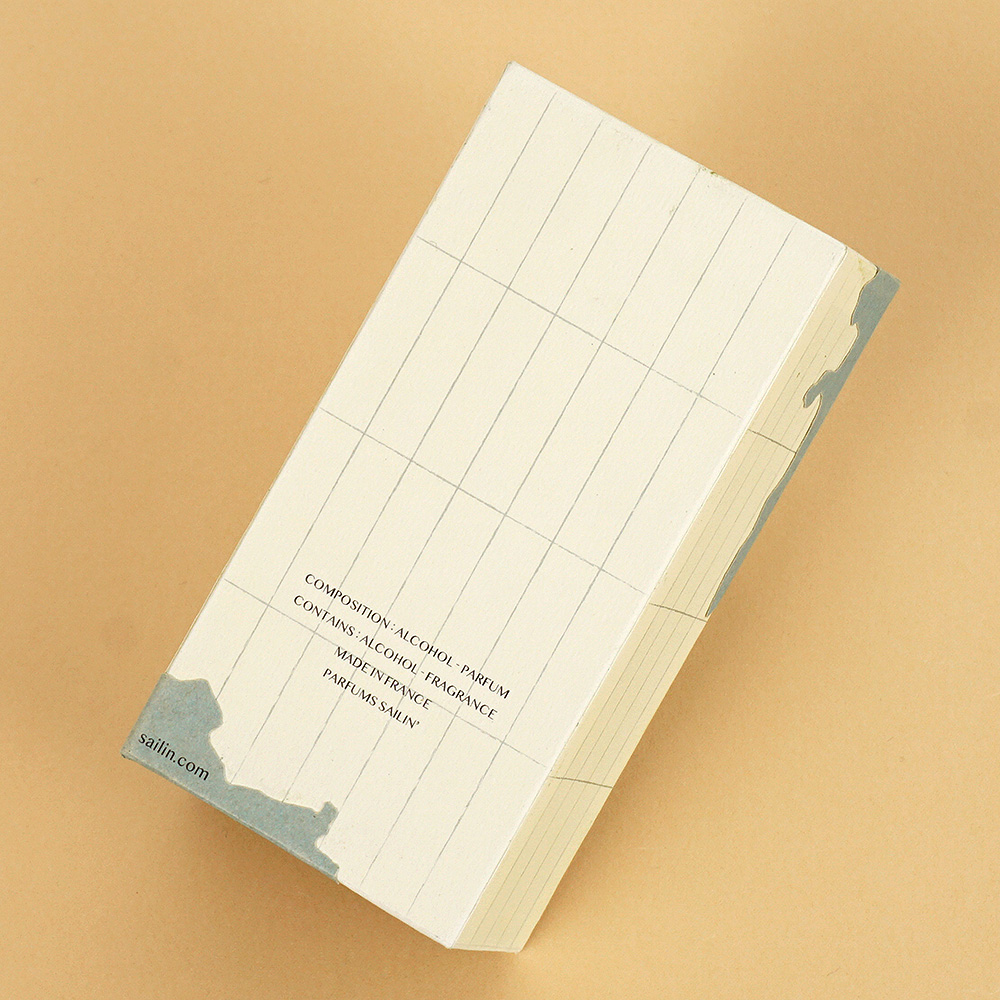 COMPOSITION : ALCOHOL - PARFUM
CONTAINS : ALCOHOL - FRAGRANCE
MADE IN FRANCE
PARFUMS SAILIN'
sailin.com